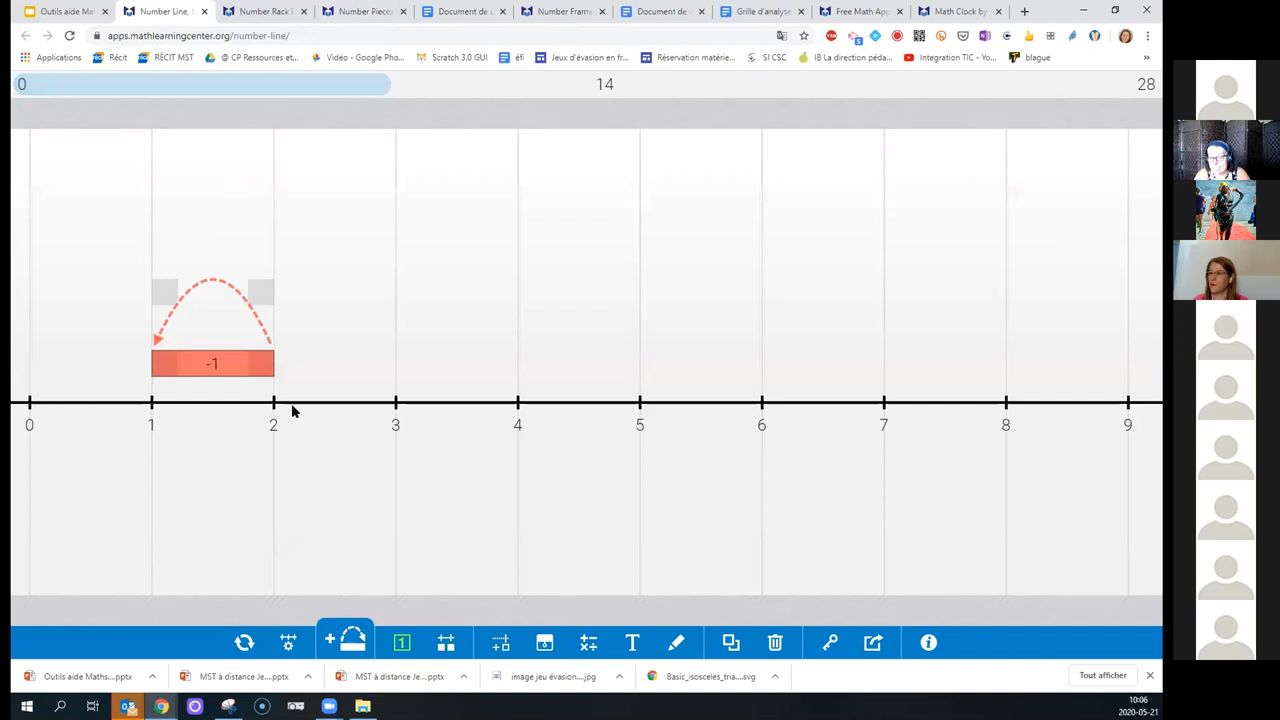 Outils aide Mat
Number Line, b
Number Rack b
Number Pieces
Document de u
Number Frame
Document de
Grille d'analyse
Free Math App
Math Clock by
apps.mathlearningcenter.org/number-line/
Applications
Récit
RÉCIT MST
@ CP Ressources et...
Vidéo - Google Pho...
Scratch 3.0 GUI
éfi
Jeux d'évasion en fr...
Réservation matérie...
SI CSC
IB La direction péda...
Integration TIC - Yo...
blague
»
0 14 28
-1
0 1 2 3 4 5 6 7 8 9
Outils aide Maths....pptx
MST à distance Je....pptx
MST à distance Je....pptx
image jeu évasion....jpg
Basic_isosceles_tria....svg
Tout afficher
10:06
2020-05-21